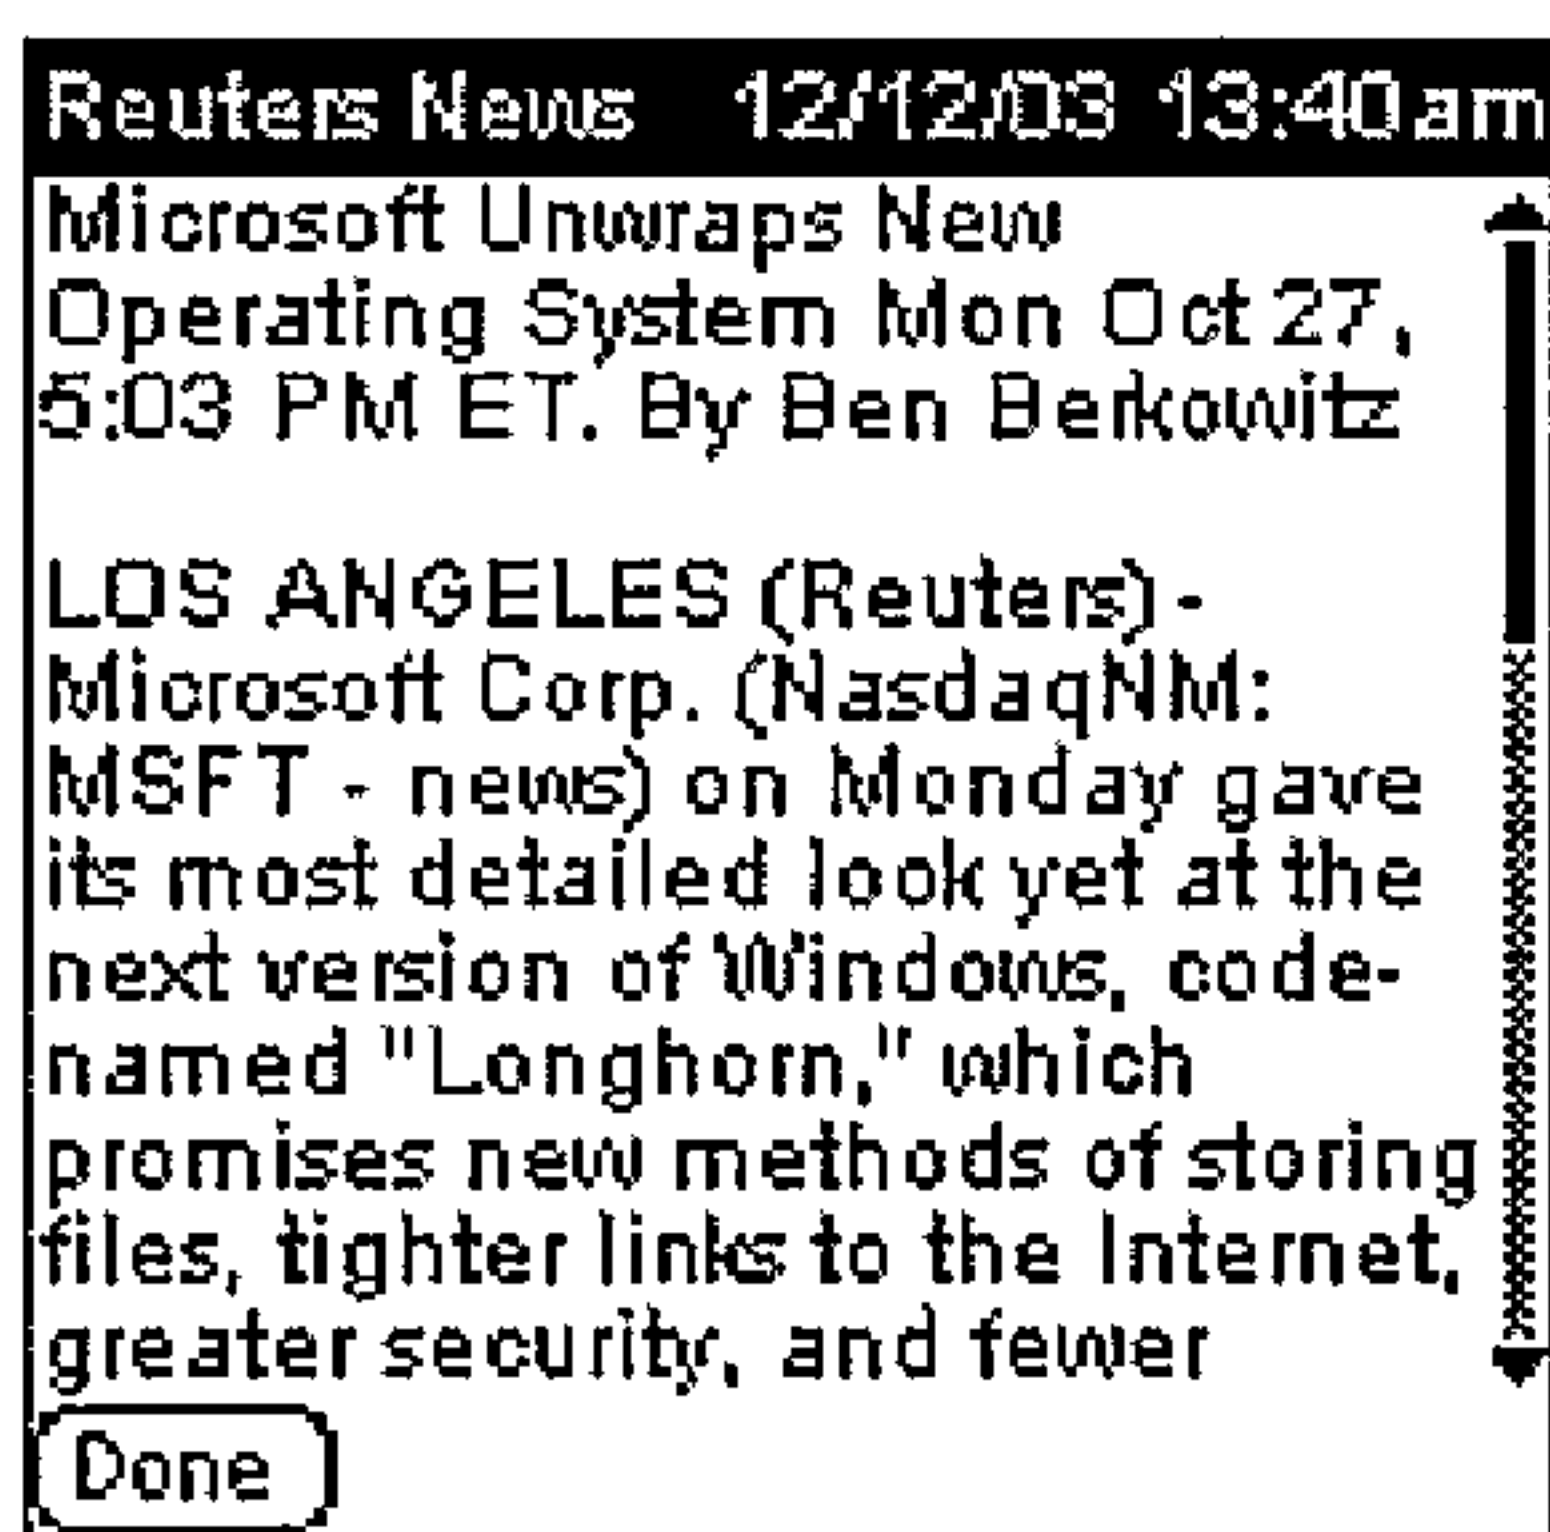 Reuters News 12/12/03 13:40am
Microsoft Unwraps New
Operating System Mon Oct 27,
5:03 PM ET. By Ben Berkowitz
LOS ANGELES (Reuters) -
Microsoft Corp. (NasdaqNM:
MSFT - news) on Monday gave
its most detailed look yet at the
next version of Windows, code-
named "Longhorn," which
promises new methods of storing
files, tighter links to the Internet,
greater security, and fewer
Done